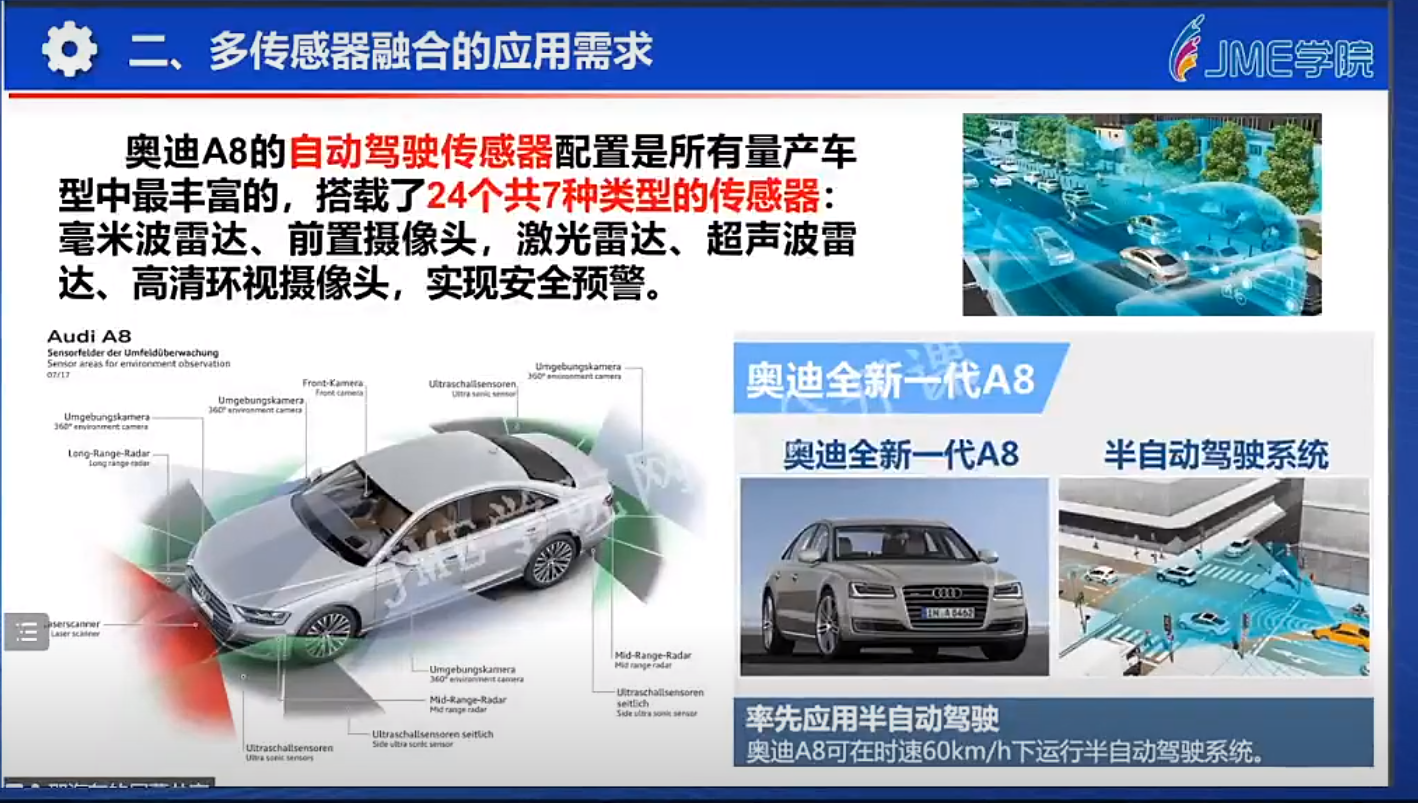 二、多传感器融合的应用需求
JME学院
奥迪A8的自动驾驶传感器配置是所有量产车
型中最丰富的，搭载了24个共7种类型的传感器：
毫米波雷达、前置摄像头，激光雷达、超声波雷
达、高清环视摄像头，实现安全预警。
Audi A8
Sensorfelder der Umfeldüberwachung
Sensor areas for environment observation
07/17
Umgebungskamera
360° environment camera
Front-Kamera
Front camera
Ultraschallsensoren
Ultra sonic sensor
Umgebungskamera
360° environment camera
Umgebungskamera
360° environment camera
Long-Range-Radar
Long range radar
aserscanner
Laser scanner
Umgebungskamera
360° environment camera
Mid-Range-Radar
Mid range radar
Ultraschallsensoren seitlich
Side ultra sonic sensor
Ultraschallsensoren
Ultra sonic sensors
Mid-Range-Radar
Mid range radar
Ultraschallsensoren
seitlich
Side ultra sonic sensor
奥迪全新一代A8
奥迪全新一代A8
半自动驾驶系统
率先应用半自动驾驶
奥迪A8可在时速60km/h下运行半自动驾驶系统。